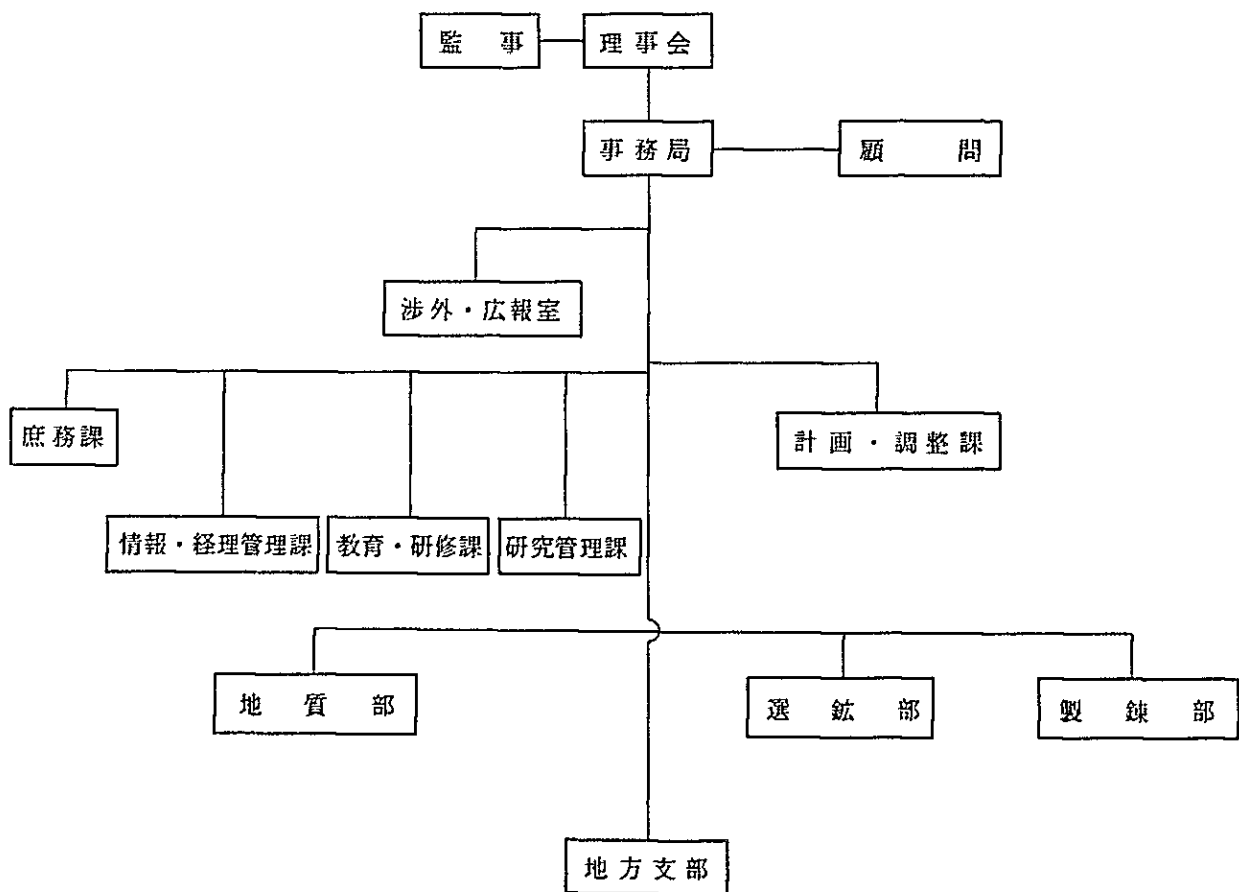 監事
理事会
事務局
顧問
渉外・広報室
庶務課
計画・調整課
情報・経理管理課
教育・研修課
研究管理課
地質部
選鉱部
製錬部
地方支部